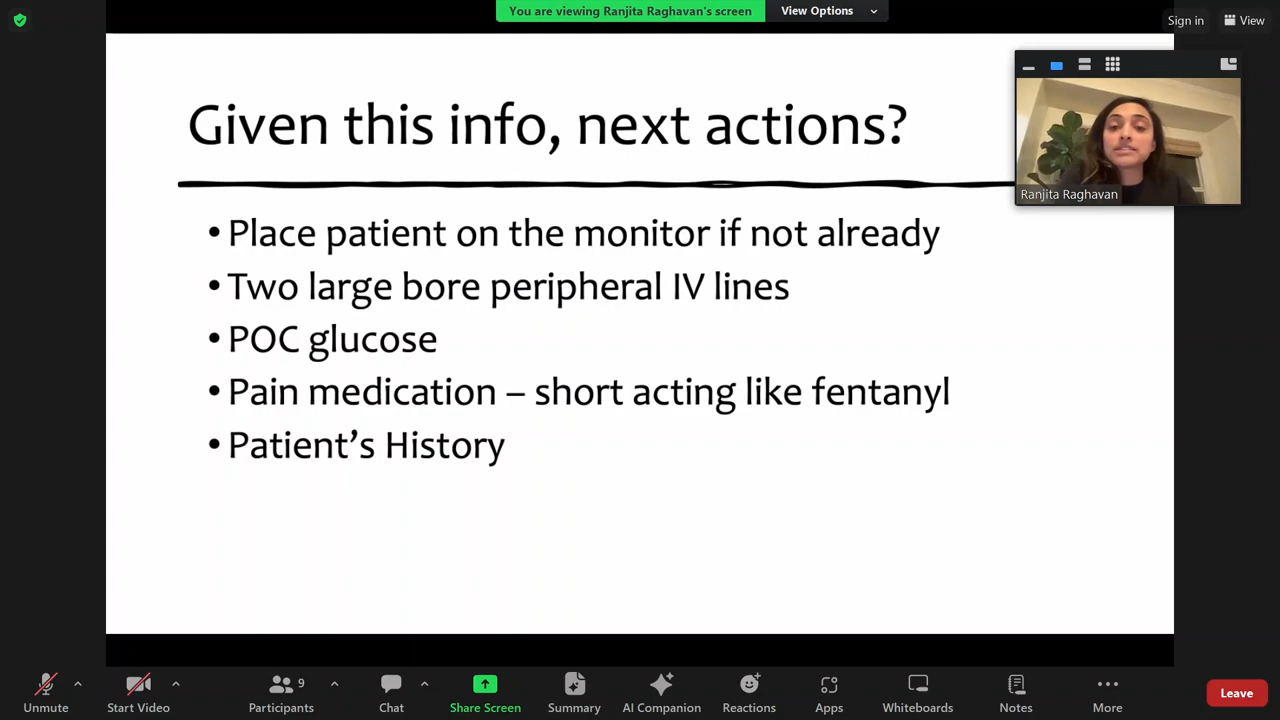 You are viewing Ranjita Raghavan's screen
View Options
Sign in
View
Given this info, next actions?
Ranjita Raghavan
• Place patient on the monitor if not already
• Two large bore peripheral IV lines
• POC glucose
• Pain medication – short acting like fentanyl
• Patient’s History
Unmute
Start Video
Participants
9
Chat
Share Screen
Summary
AI Companion
Reactions
Apps
Whiteboards
Notes
More
Leave